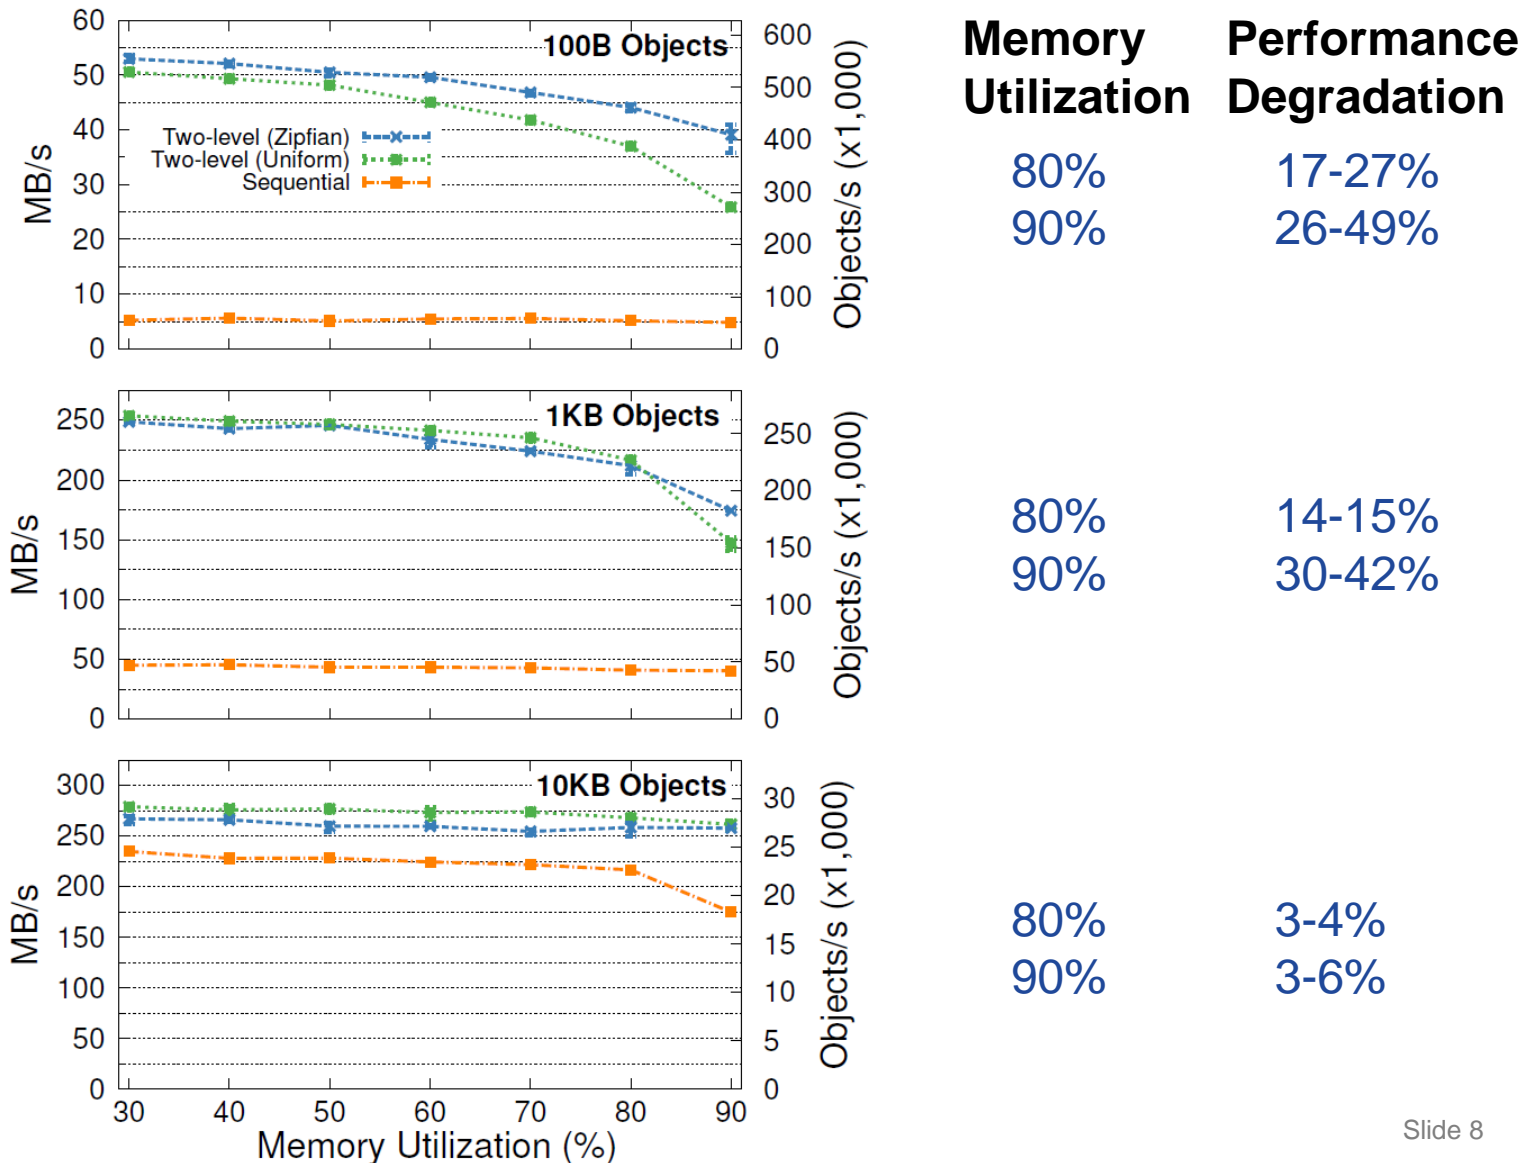 60
50
40
30
20
10
0
MB/s
100B Objects
Two-level (Zipfian)
Two-level (Uniform)
Sequential
600
500
400
300
200
100
0
Objects/s (x1,000)
Memory Utilization
Performance Degradation
80% 17-27%
90% 26-49%
250
200
150
100
50
0
MB/s
1KB Objects
250
200
150
100
50
0
Objects/s (x1,000)
80% 14-15%
90% 30-42%
300
250
200
150
100
50
0
MB/s
10KB Objects
30
25
20
15
10
5
0
Objects/s (x1,000)
80% 3-4%
90% 3-6%
30 40 50 60 70 80 90
Memory Utilization (%)
Slide 8